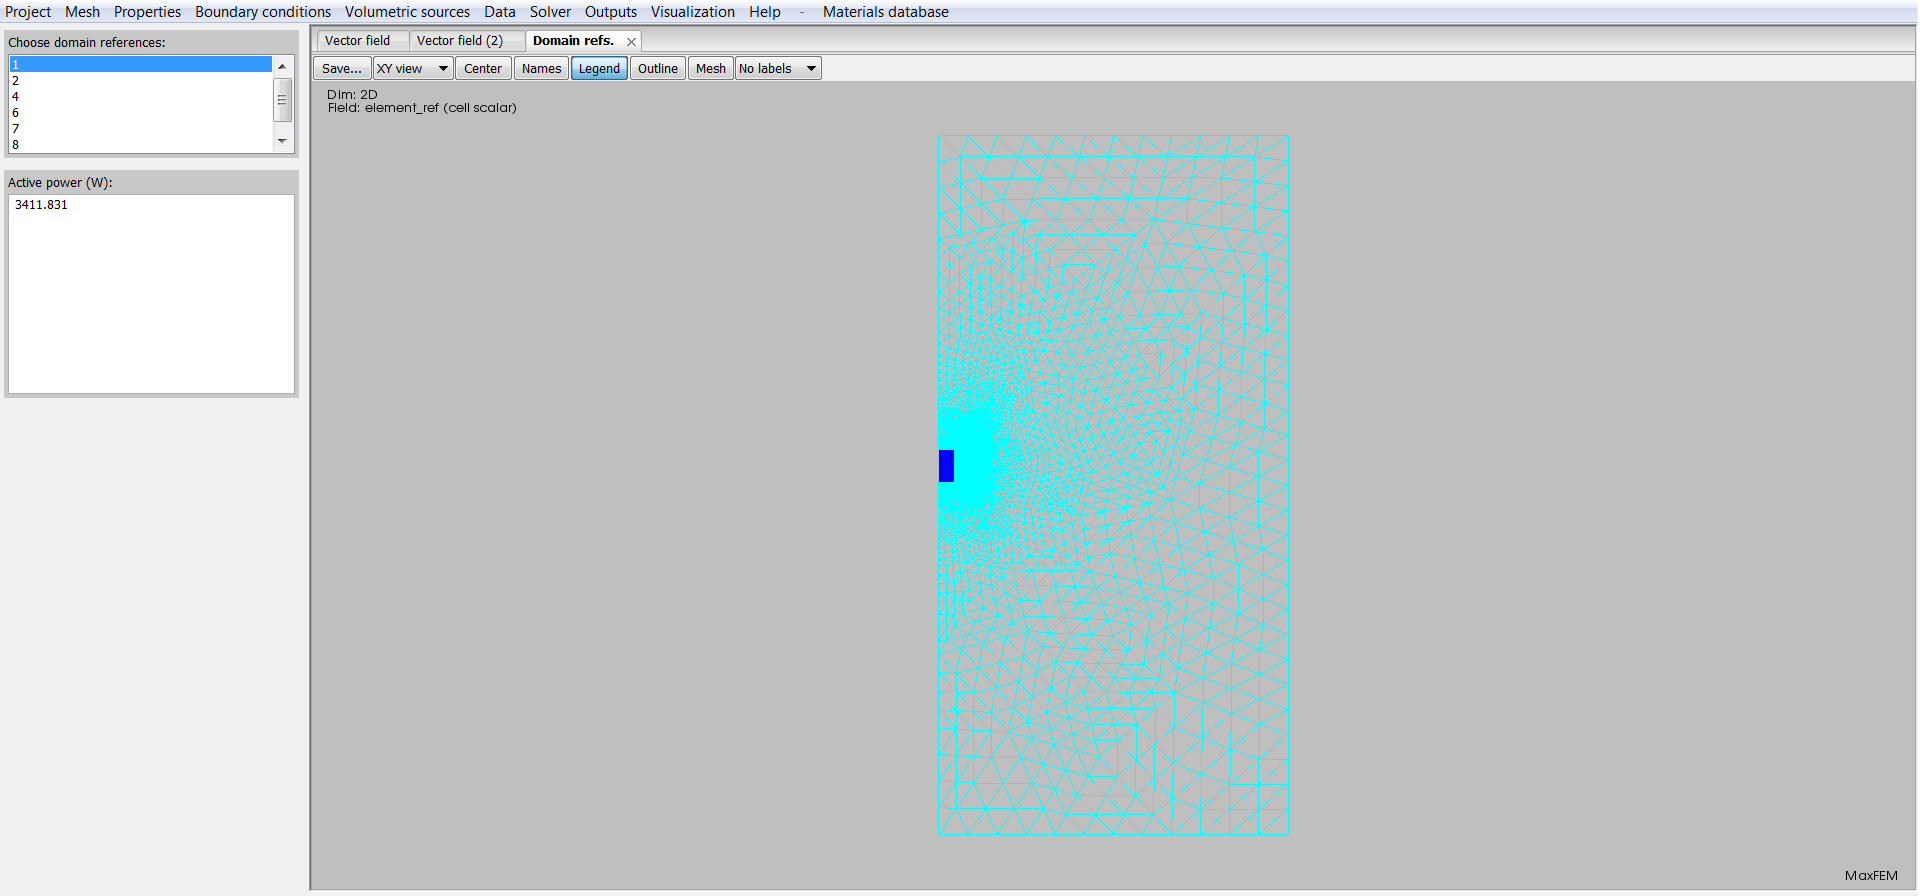 Project Mesh Properties Boundary conditions Volumetric sources Data Solver Outputs Visualization Help - Materials database
Choose domain references:
1
2
4
6
7
8
Active power (W):
3411.831
Vector field Vector field (2) Domain refs.
Save... XY view Center Names Legend Outline Mesh No labels
Dim: 2D
Field: element_ref (cell scalar)
MaxFEM